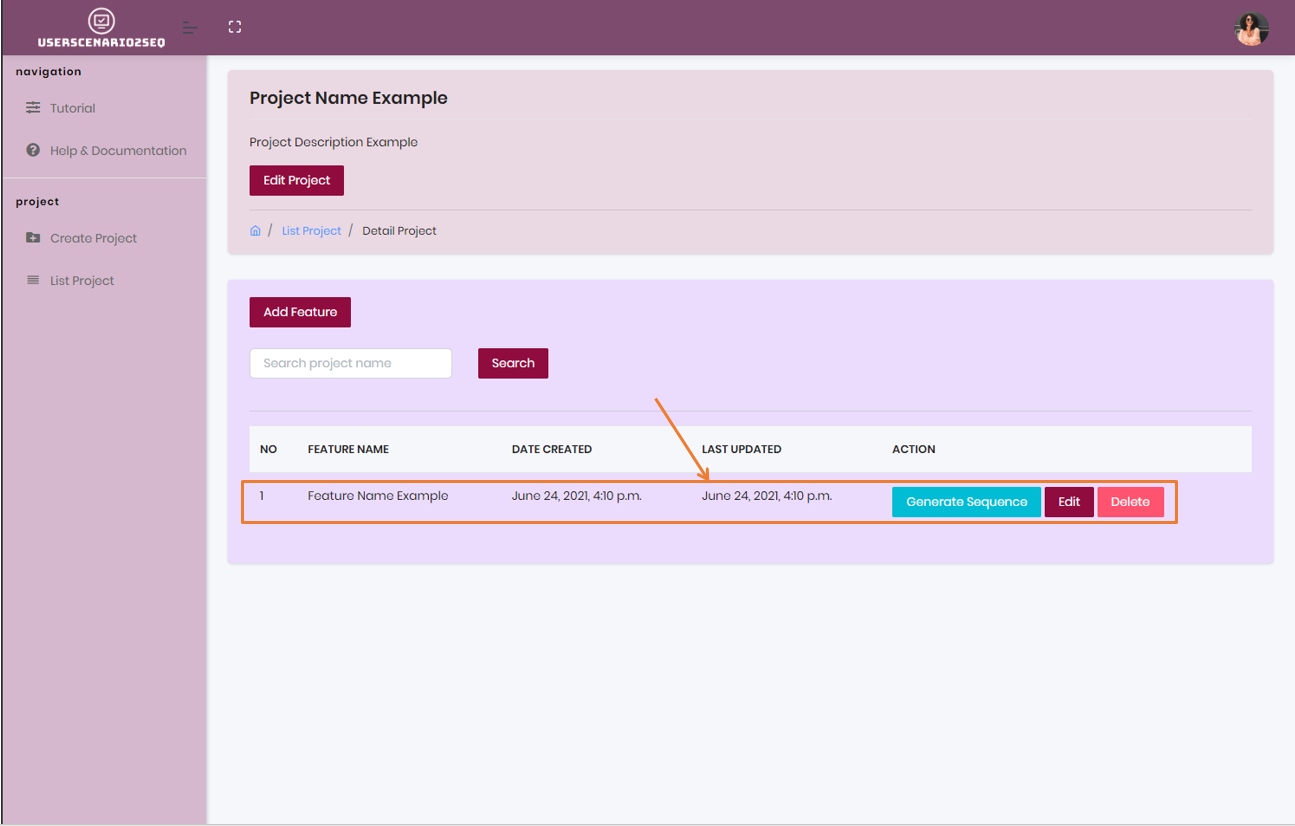 USERSCENARIO2SEQ
navigation
Tutorial
Help & Documentation
project
Create Project
List Project
Project Name Example
Project Description Example
Edit Project
/ List Project / Detail Project
Add Feature
Search project name Search
NO FEATURE NAME DATE CREATED LAST UPDATED ACTION
1 Feature Name Example June 24, 2021, 4:10 p.m. June 24, 2021, 4:10 p.m. Generate Sequence Edit Delete